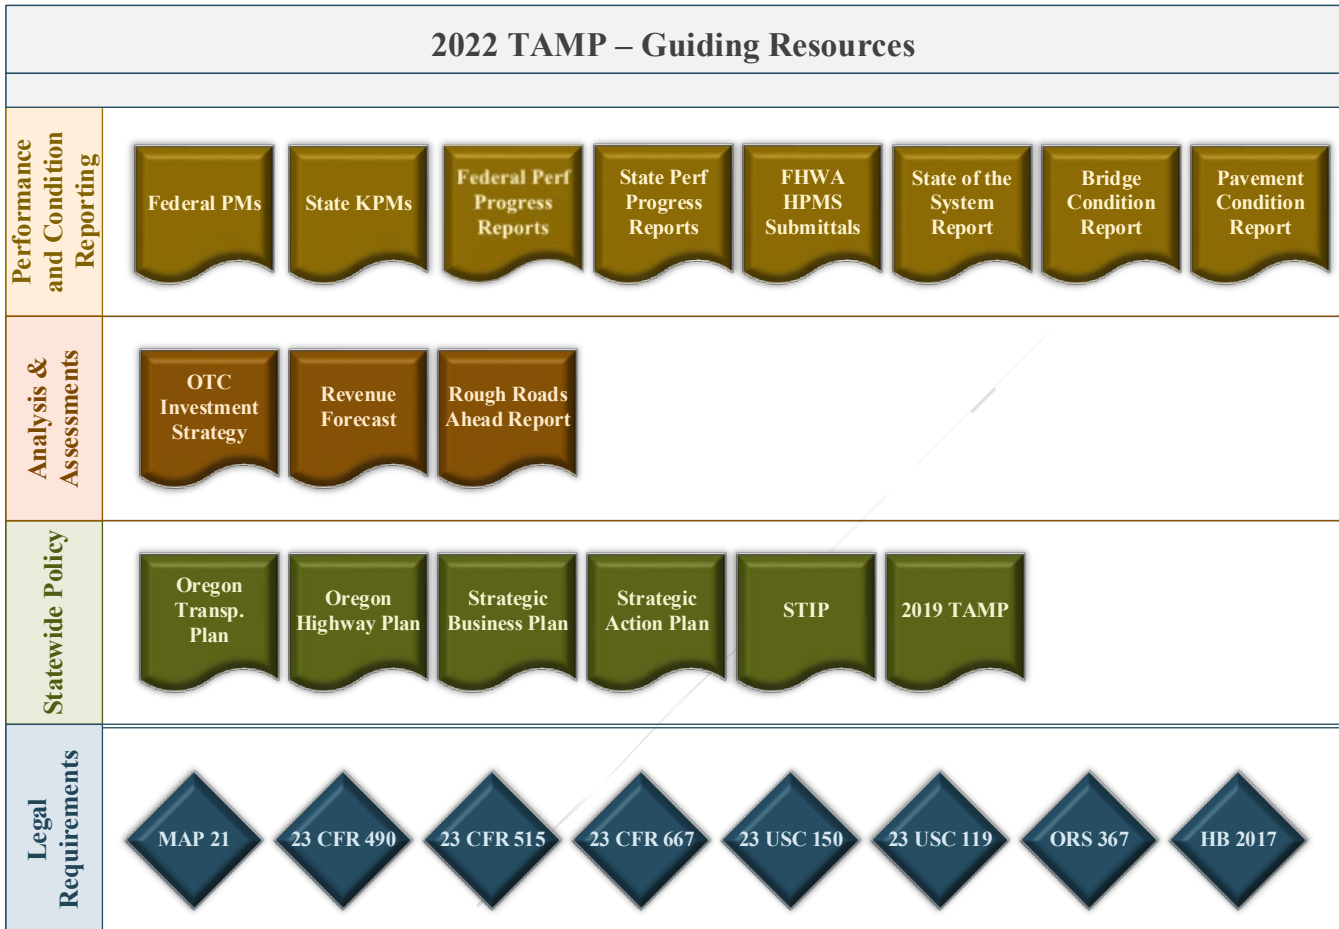 2022 TAMP – Guiding Resources
Performance
and Condition
Reporting
Federal PMs
State KPMs
Federal Perf
Progress
Reports
State Perf
Progress
Reports
FHWA
HPMS
Submittals
State of the
System
Report
Bridge
Condition
Report
Pavement
Condition
Report
Analysis &
Assessments
OTC
Investment
Strategy
Revenue
Forecast
Rough Roads
Ahead Report
Statewide Policy
Oregon
Transp.
Plan
Oregon
Highway Plan
Strategic
Business Plan
Strategic
Action Plan
STIP
2019 TAMP
Legal
Requirements
MAP 21
23 CFR 490
23 CFR 515
23 CFR 667
23 USC 150
23 USC 119
ORS 367
HB 2017